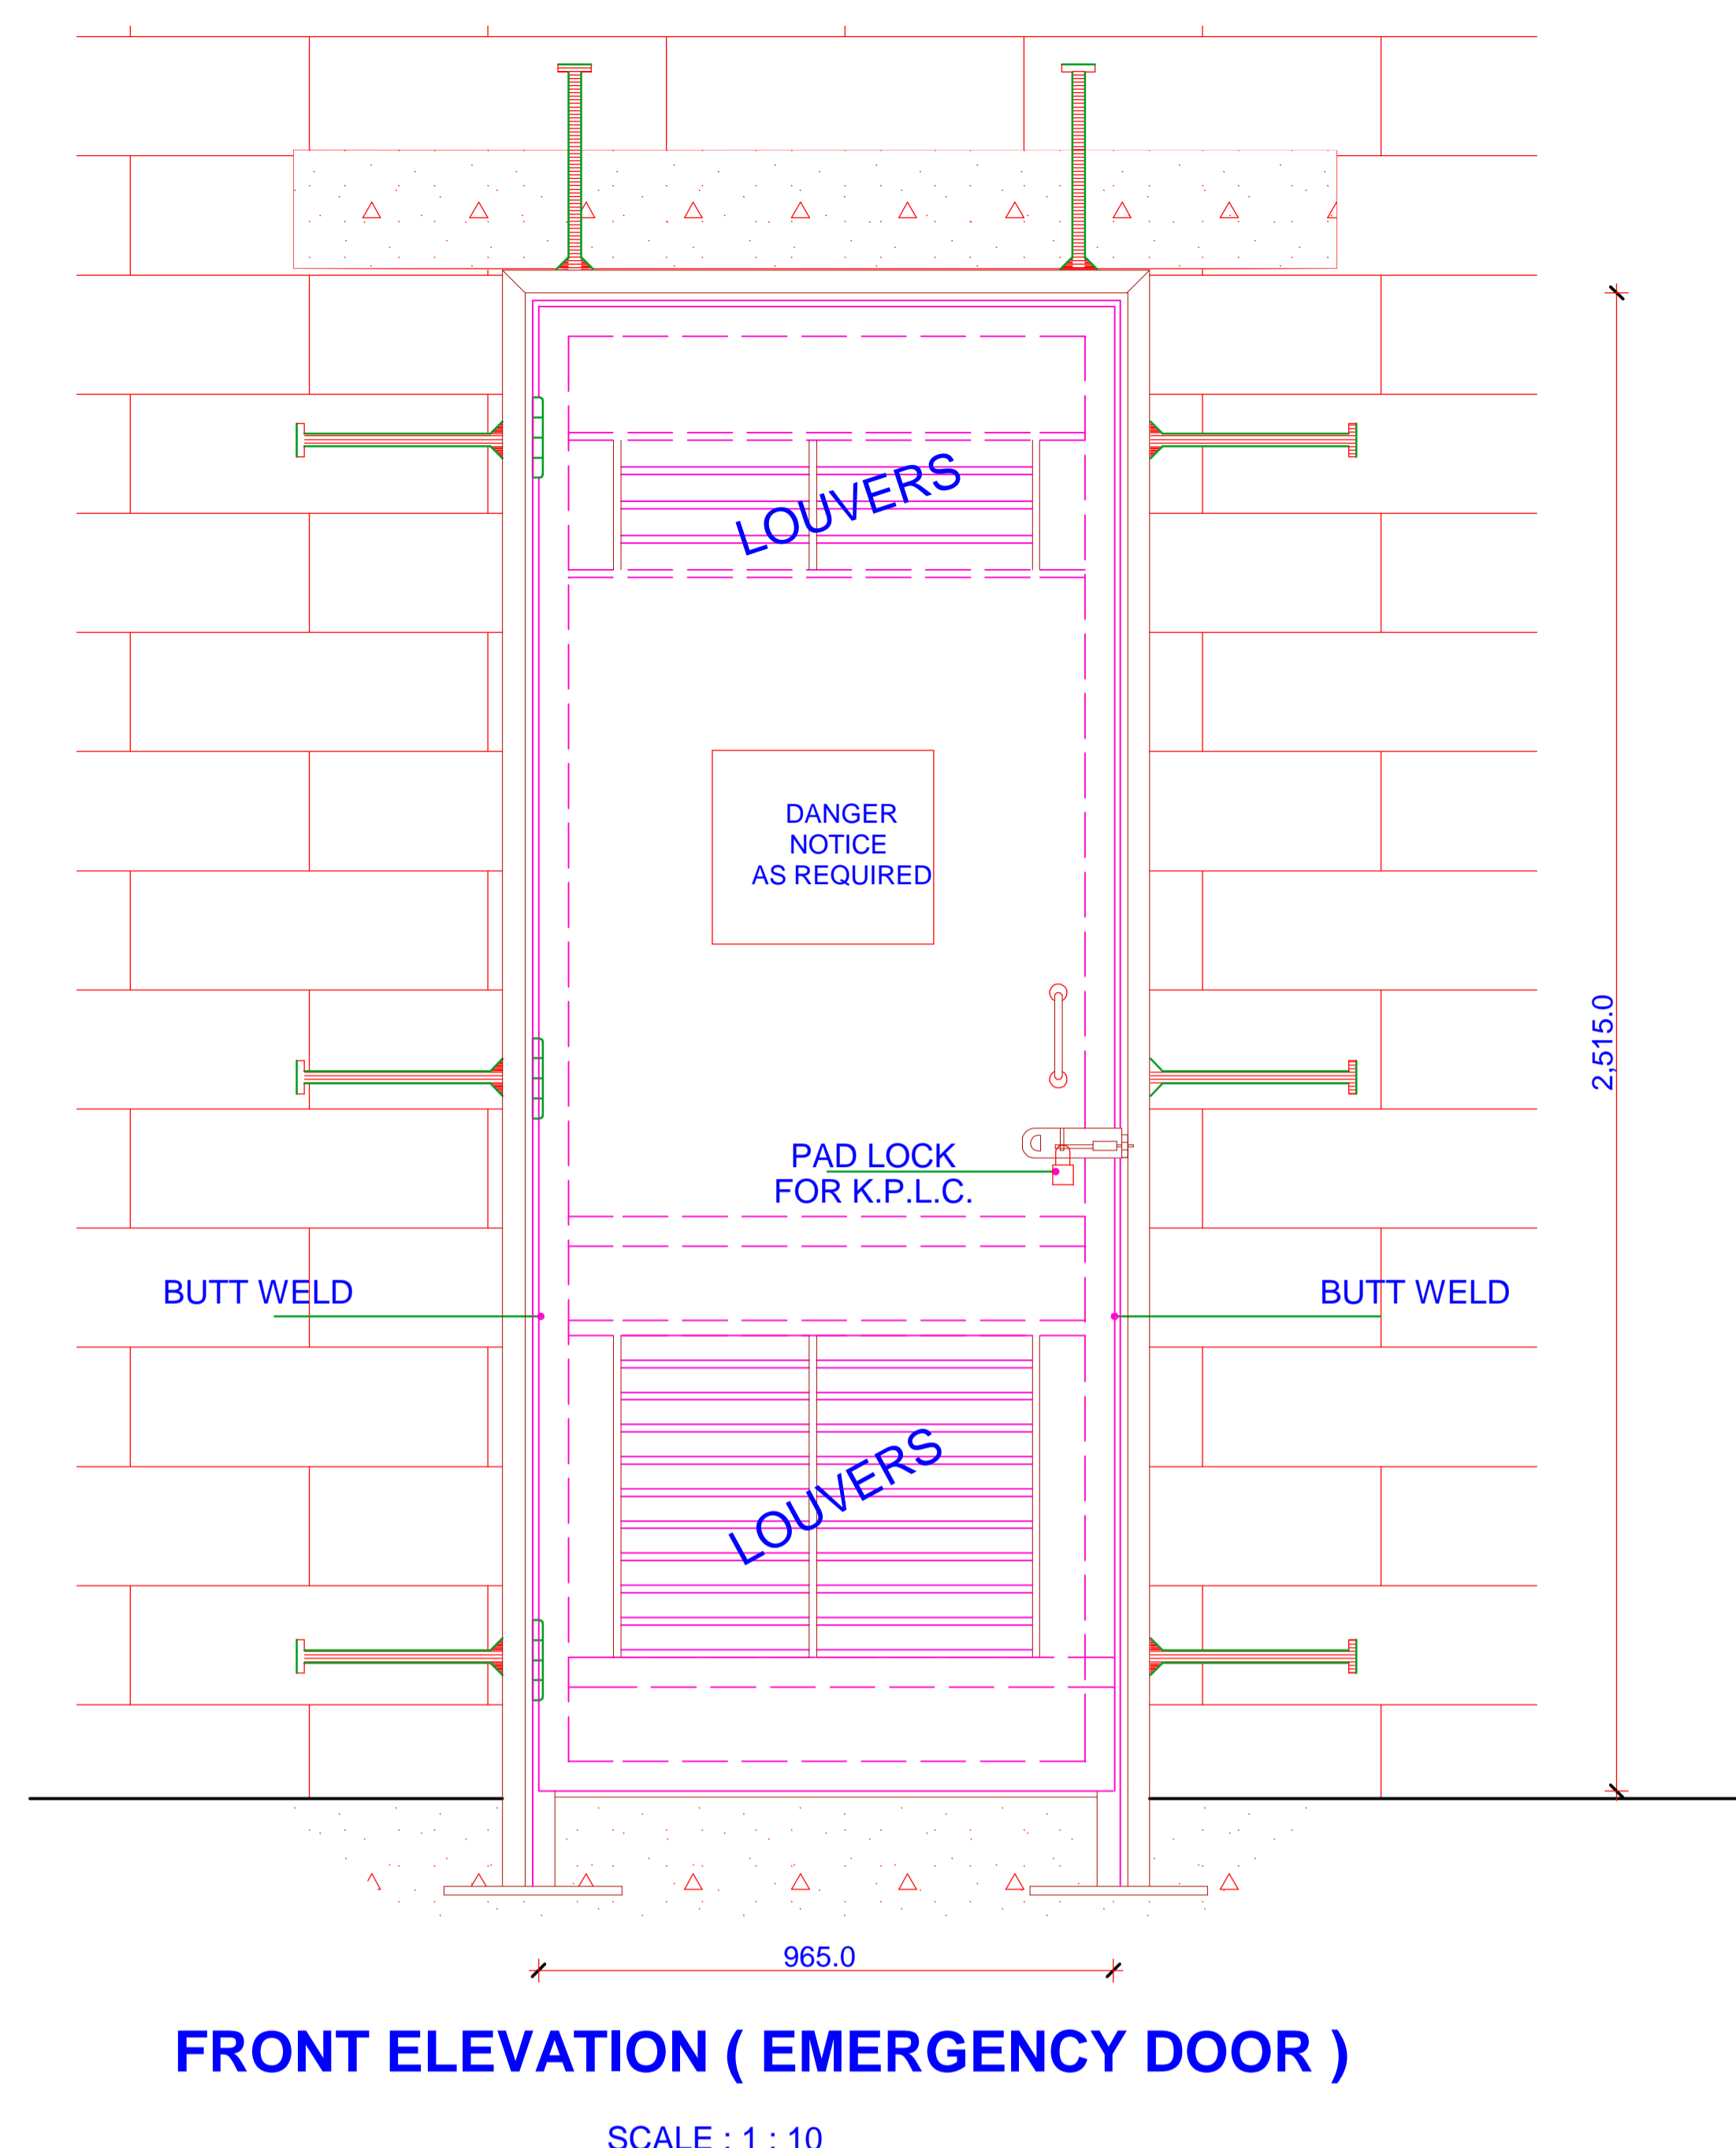 LOUVERS
DANGER
NOTICE
AS REQUIRED
2,515.0
PAD LOCK
FOR K.P.L.C.
BUTT WELD
BUTT WELD
LOUVERS
965.0
FRONT ELEVATION ( EMERGENCY DOOR )
SCALE : 1 : 10